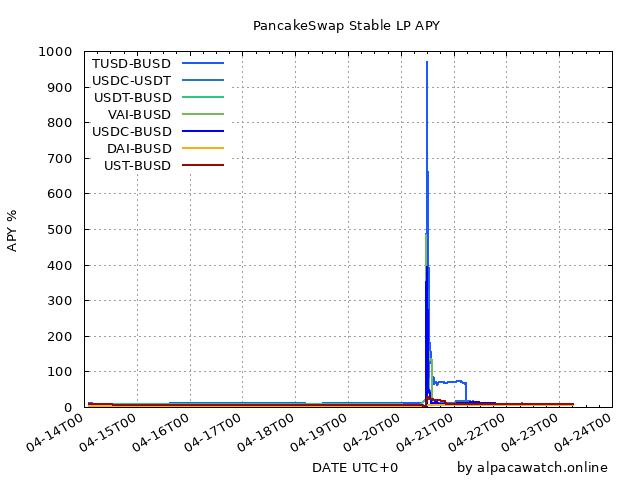 PancakeSwap Stable LP APY
1000
900
800
700
600
500
400
300
200
100
0
APY %
TUSD-BUSD
USDC-USDT
USDT-BUSD
VAI-BUSD
USDC-BUSD
DAI-BUSD
UST-BUSD
04-14T00
04-15T00
04-16T00
04-17T00
04-18T00
04-19T00
04-20T00
04-21T00
04-22T00
04-23T00
04-24T00
DATE UTC+0
by alpacawatch.online